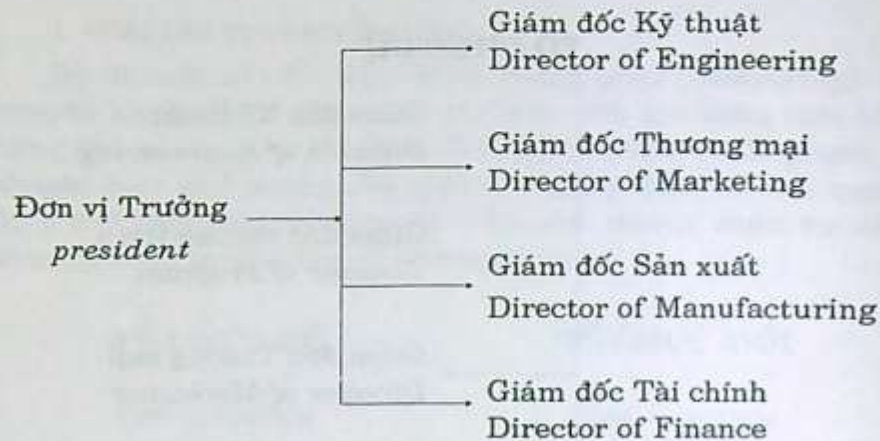 Giám đốc Kỹ thuật
Director of Engineering
Giám đốc Thương mại
Director of Marketing
Đơn vị Trưởng
president
Giám đốc Sản xuất
Director of Manufacturing
Giám đốc Tài chính
Director of Finance